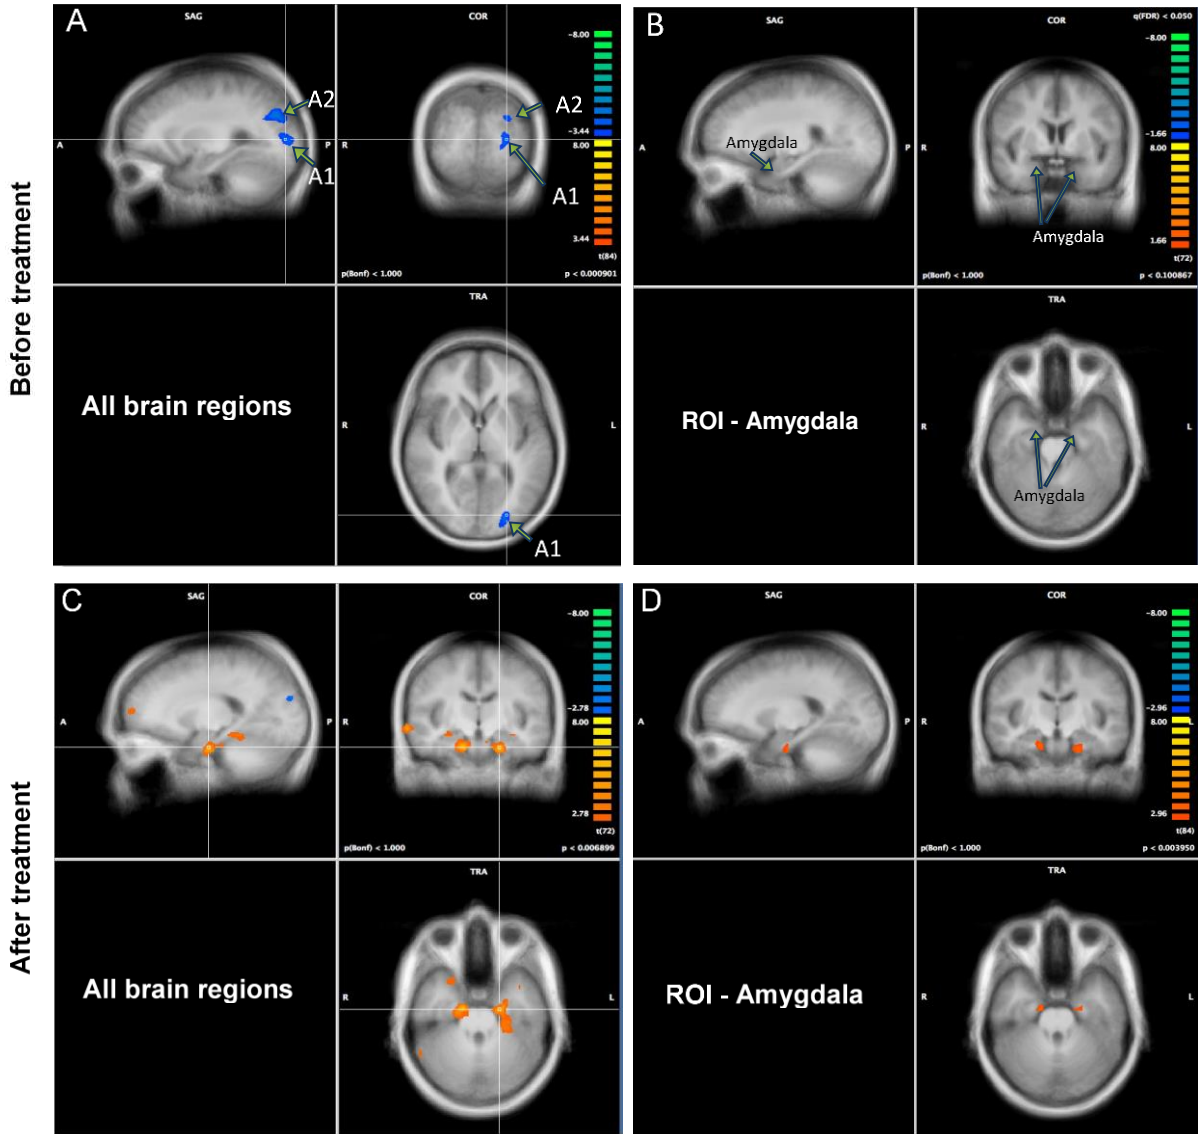 Before treatment
A
SAG
A2
A1
A
P
COR
A2
A1
R
-8.00
-3.44
8.00
3.44
t(84)
p(Bonf) < 1.000
p < 0.000901
All brain regions
TRA
R
L
A1
B
SAG
Amygdala
A
P
COR
q(FDR) < 0.050
R
Amygdala
-8.00
-1.66
8.00
1.66
t(72)
p(Bonf) < 1.000
p < 0.100867
ROI - Amygdala
TRA
R
L
Amygdala
After treatment
C
SAG
A
P
COR
R
-8.00
-2.78
8.00
2.78
t(72)
p(Bonf) < 1.000
p < 0.006899
All brain regions
TRA
R
L
D
SAG
A
P
COR
R
L
-8.00
-2.96
8.00
2.96
t(84)
p(Bonf) < 1.000
p < 0.003950
ROI - Amygdala
TRA
R
L